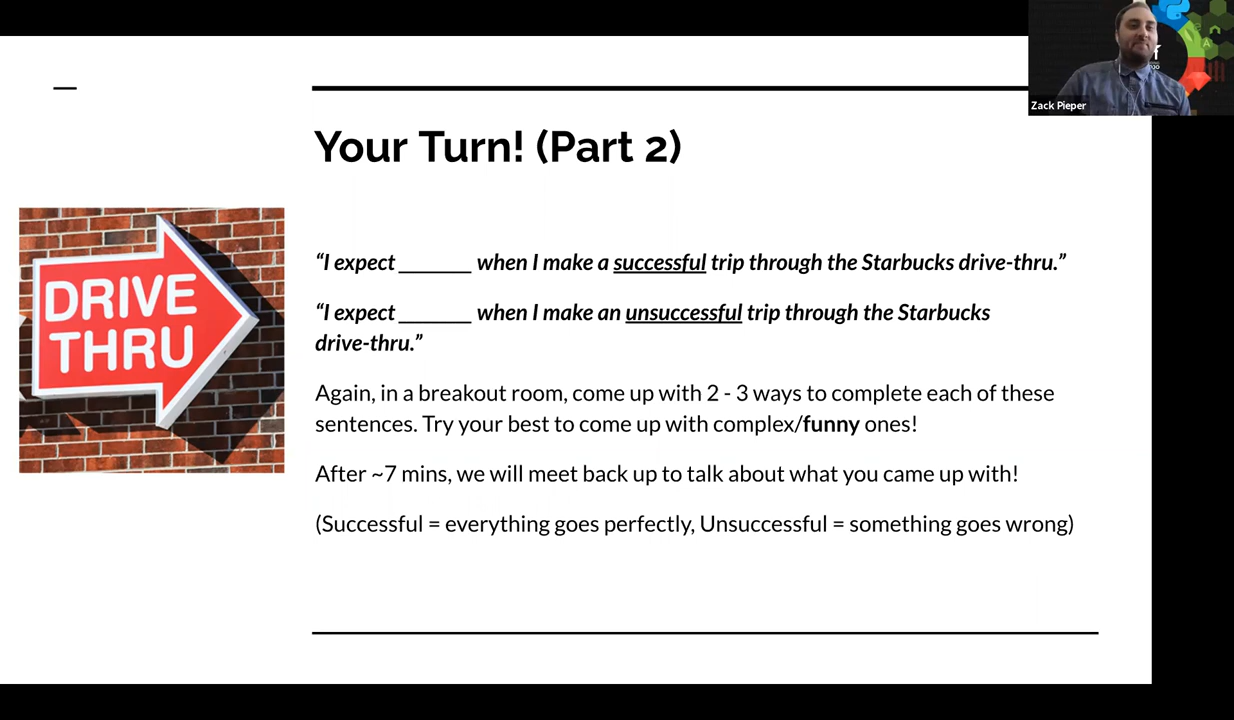 Zack Pieper
Your Turn! (Part 2)
DRIVE
THRU
“I expect ______ when I make a successful trip through the Starbucks drive-thru.”
“I expect ______ when I make an unsuccessful trip through the Starbucks
drive-thru.”
Again, in a breakout room, come up with 2 - 3 ways to complete each of these
sentences. Try your best to come up with complex/funny ones!
After ~7 mins, we will meet back up to talk about what you came up with!
(Successful = everything goes perfectly, Unsuccessful = something goes wrong)